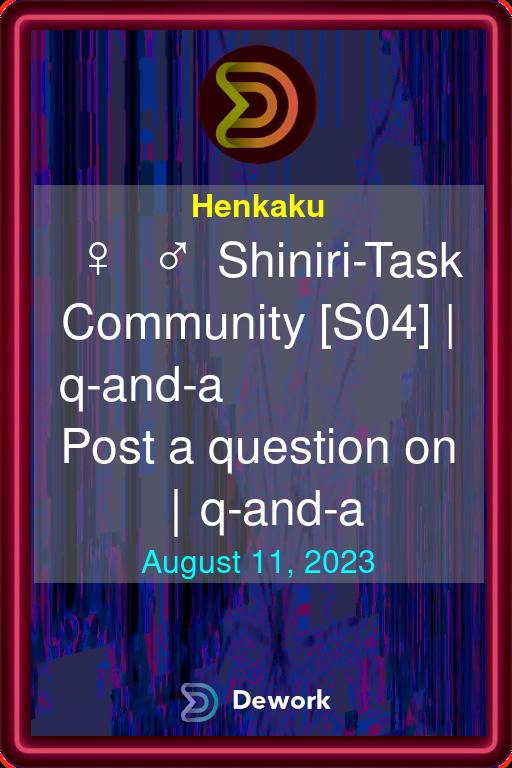 Henkaku
♀ ♂ Shiniri-Task
Community [S04] |
q-and-a
Post a question on
| q-and-a
August 11, 2023
Dework